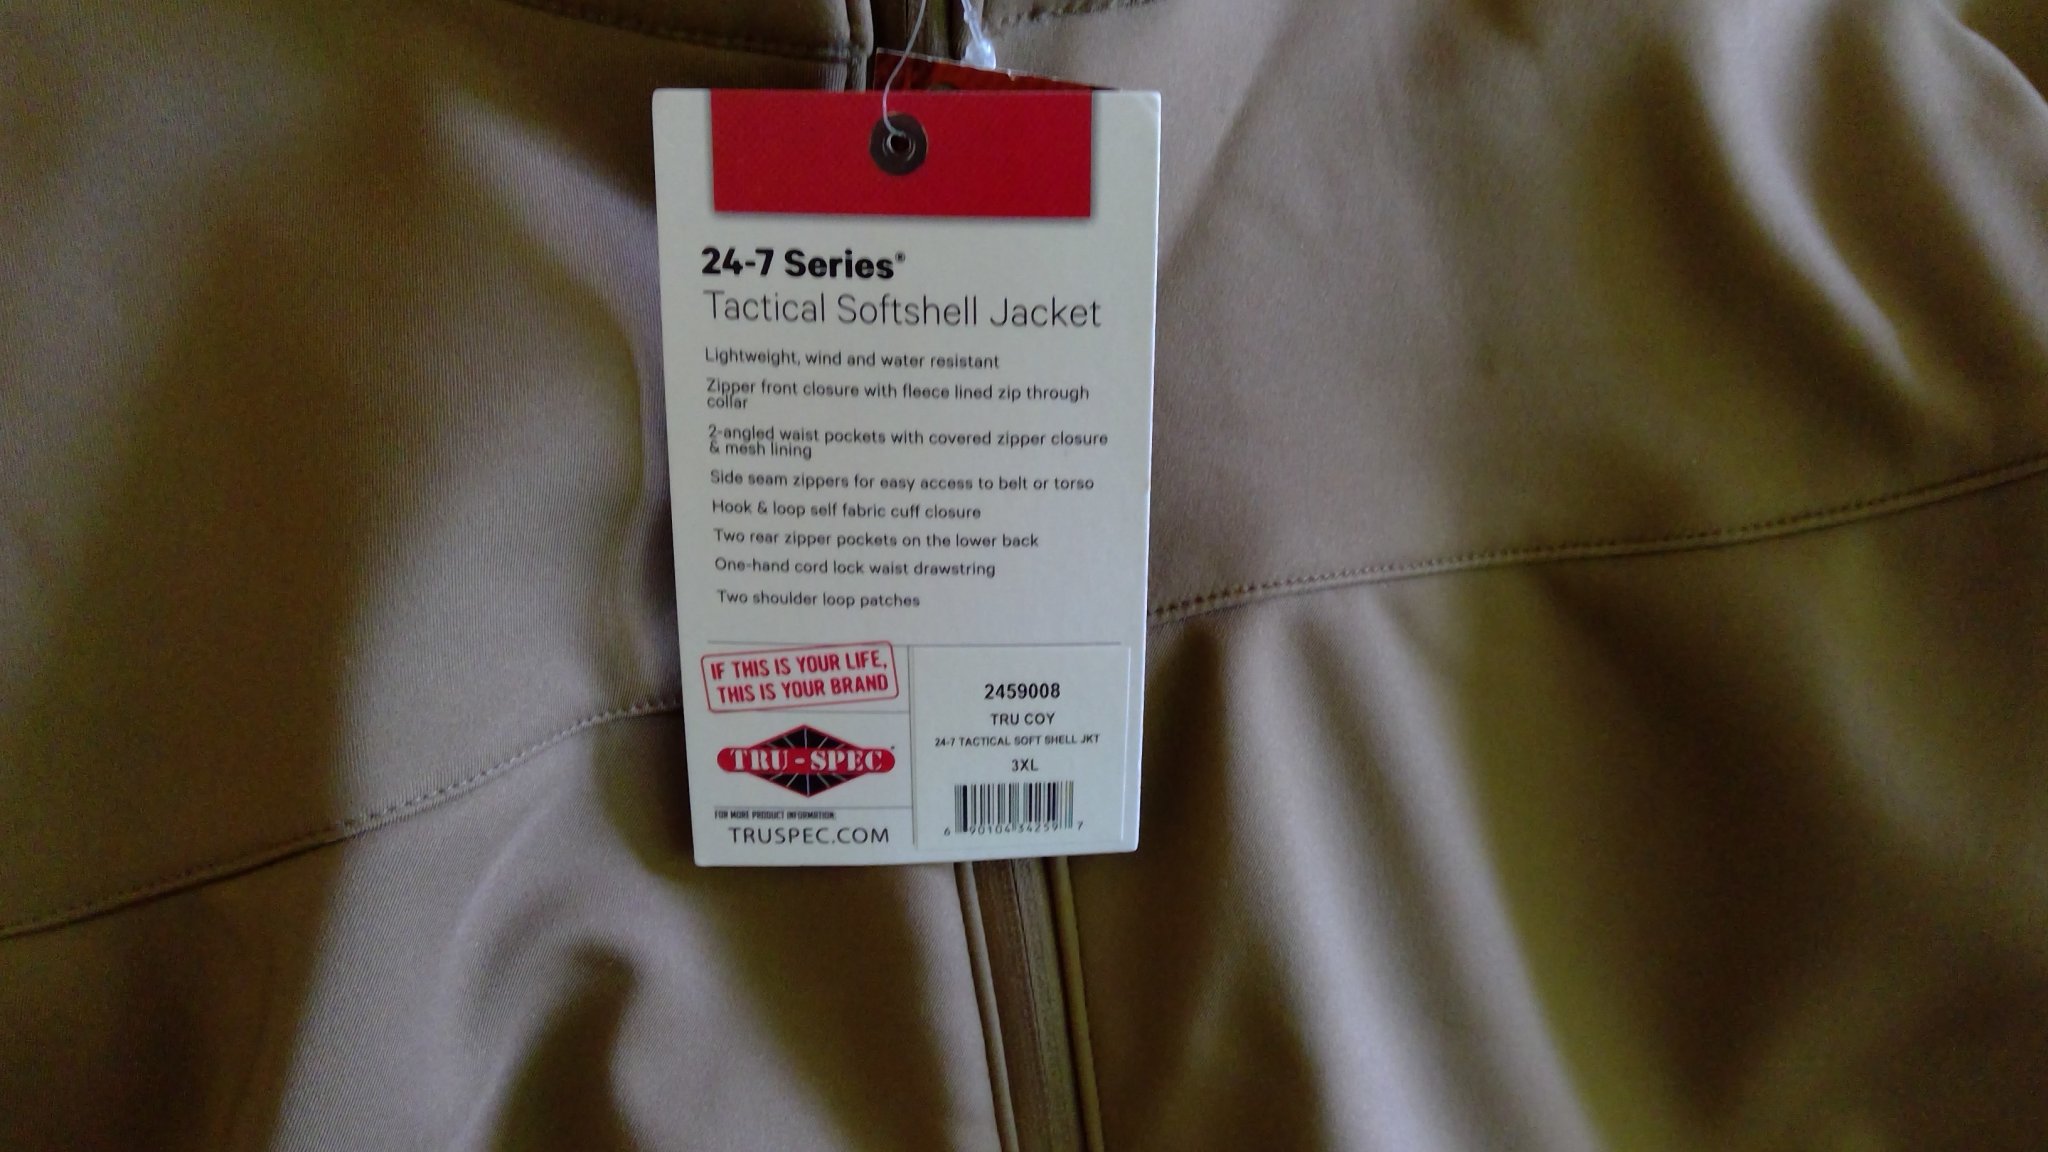 24-7 Series®
Tactical Softshell Jacket
Lightweight, wind and water resistant
Zipper front closure with fleece lined zip through
collar
2-angled waist pockets with covered zipper closure
& mesh lining
Side seam zippers for easy access to belt or torso
Hook & loop self fabric cuff closure
Two rear zipper pockets on the lower back
One-hand cord lock waist drawstring
Two shoulder loop patches
IF THIS IS YOUR LIFE,
THIS IS YOUR BRAND
TRU-SPEC
FOR MORE PRODUCT INFORMATION:
TRUSPEC.COM
2459008
TRU COY
24-7 TACTICAL SOFT SHELL JKT
3XL
6 90104 34259 7